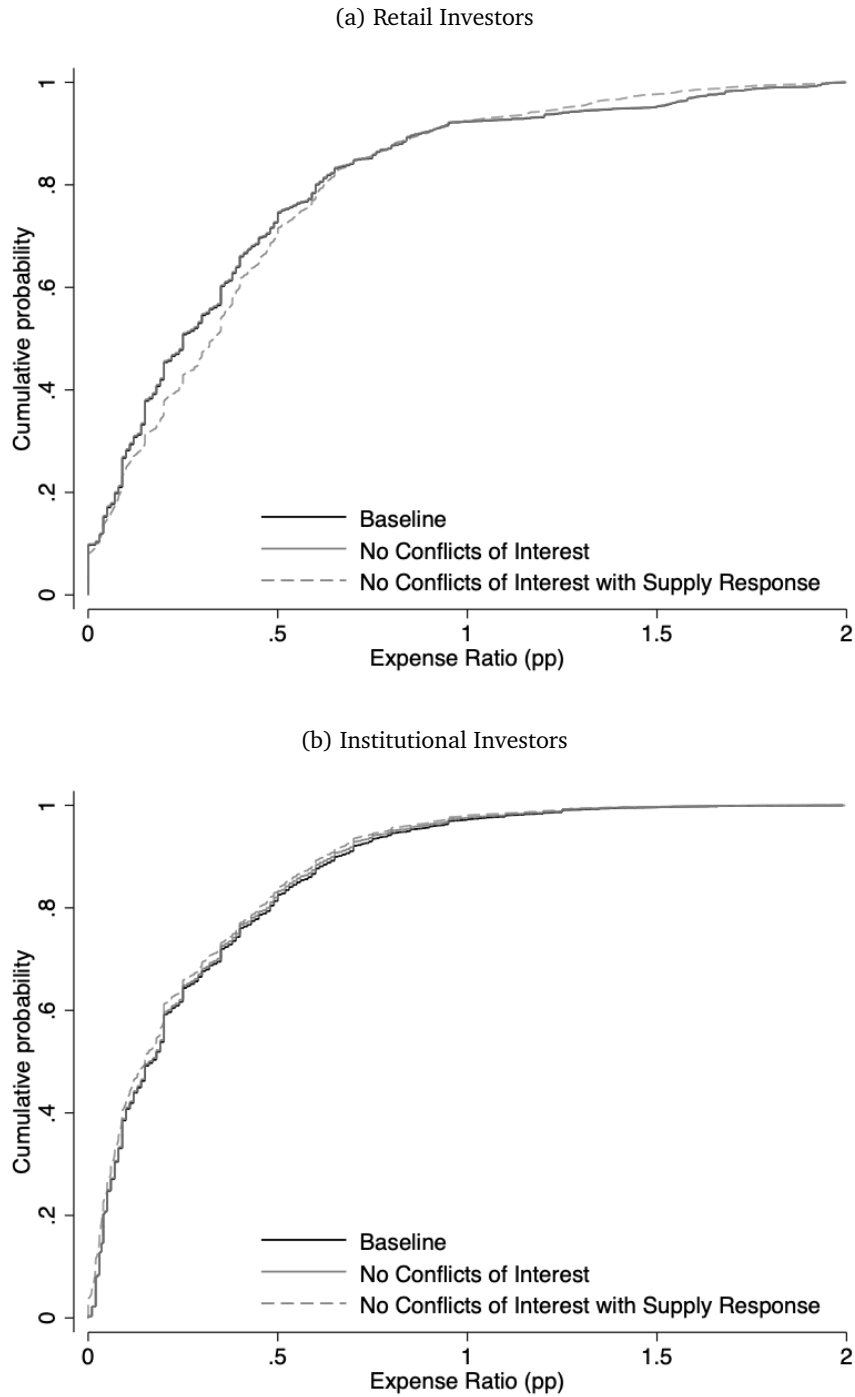 (a) Retail Investors
1
.8
.6
.4
.2
0
Cumulative probability
Baseline
No Conflicts of Interest
No Conflicts of Interest with Supply Response
0 .5 1 1.5 2
Expense Ratio (pp)
(b) Institutional Investors
1
.8
.6
.4
.2
0
Cumulative probability
Baseline
No Conflicts of Interest
No Conflicts of Interest with Supply Response
0 .5 1 1.5 2
Expense Ratio (pp)